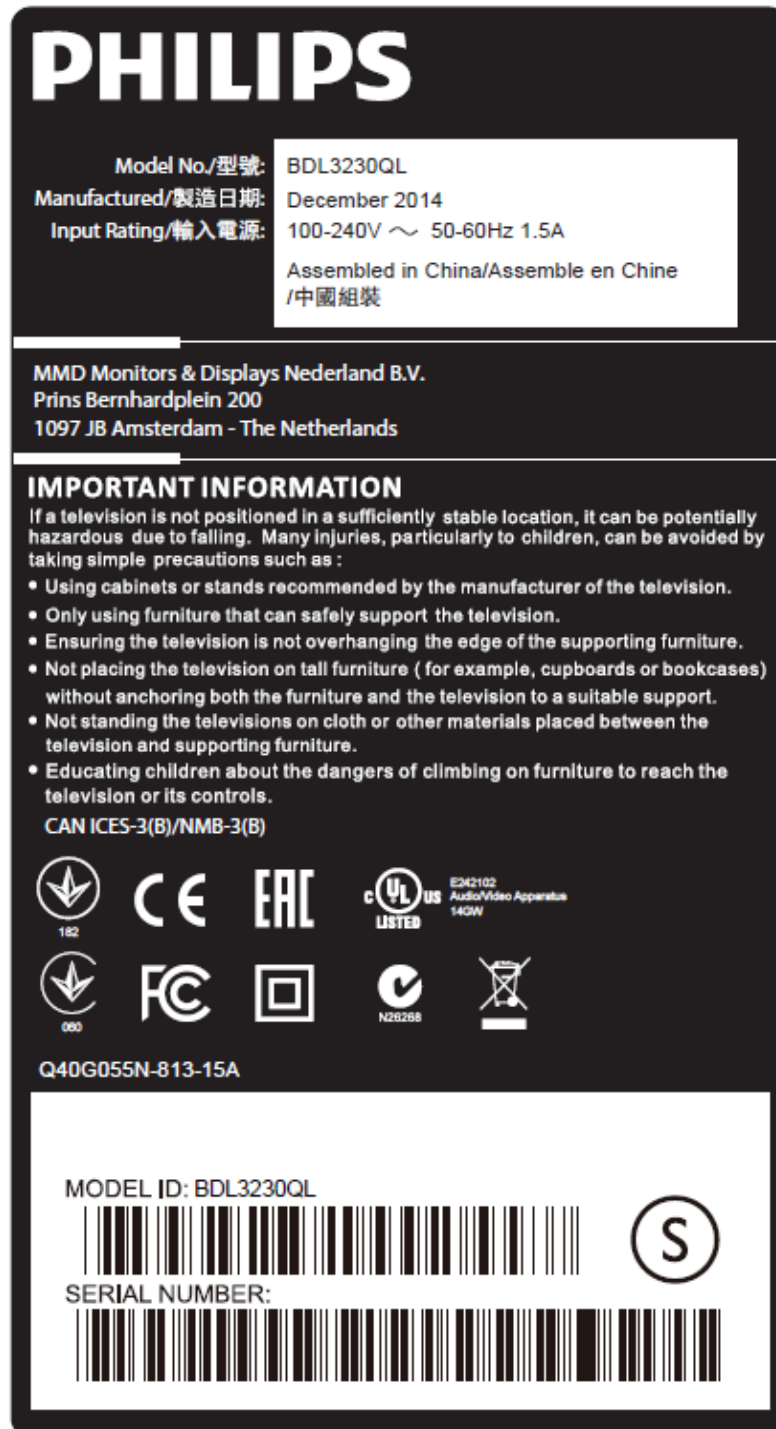 PHILIPS
Model No./型號: BDL3230QL
Manufactured/製造日期: December 2014
Input Rating/輸入電源: 100-240V ~ 50-60Hz 1.5A
Assembled in China/Assemble en Chine
/中國組裝
MMD Monitors & Displays Nederland B.V.
Prins Bernhardplein 200
1097 JB Amsterdam - The Netherlands
IMPORTANT INFORMATION
If a television is not positioned in a sufficiently stable location, it can be potentially
hazardous due to falling. Many injuries, particularly to children, can be avoided by
taking simple precautions such as :
• Using cabinets or stands recommended by the manufacturer of the television.
• Only using furniture that can safely support the television.
• Ensuring the television is not overhanging the edge of the supporting furniture.
• Not placing the television on tall furniture ( for example, cupboards or bookcases)
without anchoring both the furniture and the television to a suitable support.
• Not standing the televisions on cloth or other materials placed between the
television and supporting furniture.
• Educating children about the dangers of climbing on furniture to reach the
television or its controls.
CAN ICES-3(B)/NMB-3(B)
182
CE
EAC
c UL US
LISTED
E242102
Audio/Video Apparatus
14GW
060
FC
N26268
Q40G055N-813-15A
MODEL ID: BDL3230QL
S
SERIAL NUMBER: